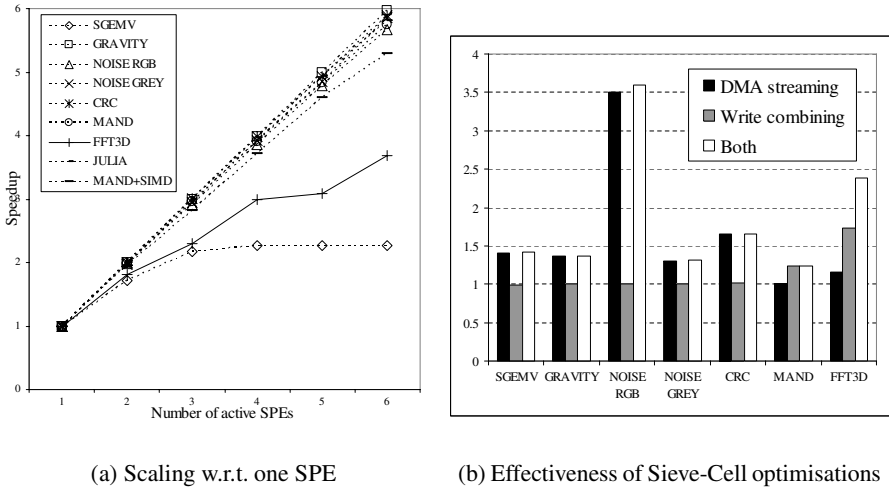 6
5
4
3
2
1
0
Speedup
SGEMV
GRAVITY
NOISE RGB
NOISE GREY
CRC
MAND
FFT3D
JULIA
MAND+SIMD
1 2 3 4 5 6
Number of active SPEs
(a) Scaling w.r.t. one SPE
4
3.5
3
2.5
2
1.5
1
0.5
0
DMA streaming
Write combining
Both
SGEMV GRAVITY NOISE NOISE CRC MAND FFT3D
RGB GREY
(b) Effectiveness of Sieve-Cell optimisations